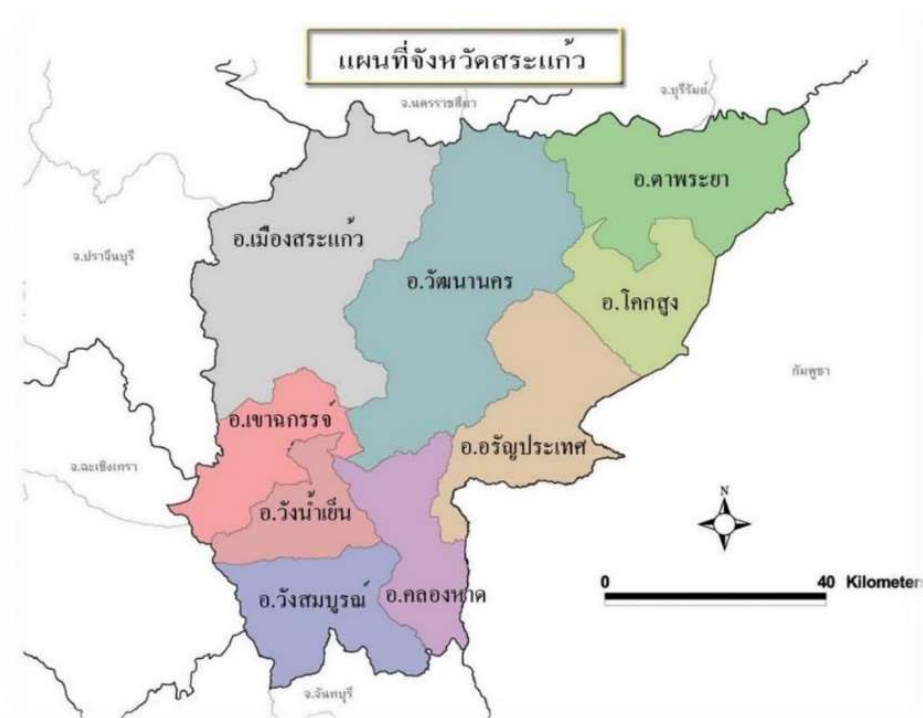 แผนที่จังหวัดสระแก้ว
จ.นครราชสีมา
จ.บุรีรัมย์
อ.ตาพระยา
อ.เมืองสระแก้ว
จ.ปราจีนบุรี
อ.วัฒนานคร
อ.โคกสูง
กัมพูชา
อ.เขาฉกรรจ์
อ.อรัญประเทศ
จ.ฉะเชิงเทรา
อ.วังน้ำเย็น
N
0 40 Kilometers
อ.วังสมบูรณ์
อ.คลองหาด
จ.จันทบุรี